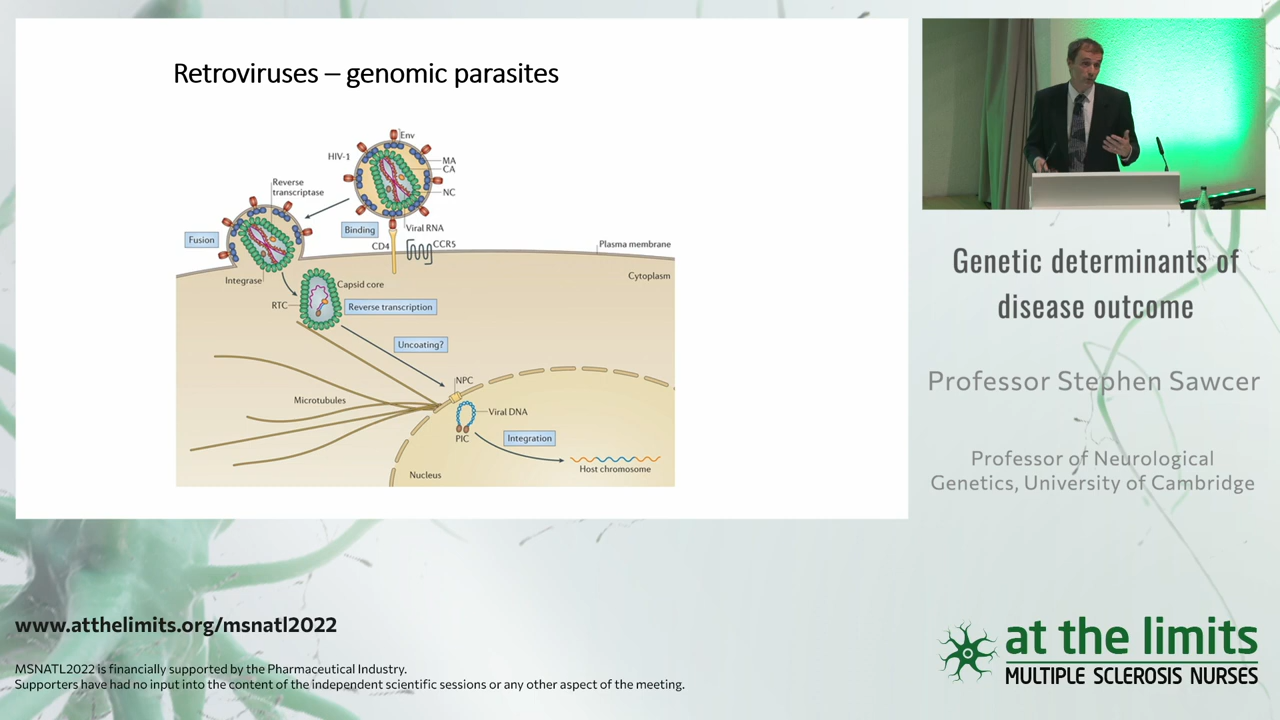 Retroviruses – genomic parasites
Env
HIV-1
MA
CA
NC
Reverse
transcriptase
Viral RNA
Binding
Fusion
CD4
CCR5
Plasma membrane
Cytoplasm
Integrase
Capsid core
RTC
Reverse transcription
Uncoating?
NPC
Microtubules
Viral DNA
PIC
Integration
Host chromosome
Nucleus
Genetic determinants of
disease outcome
Professor Stephen Sawcer
Professor of Neurological
Genetics, University of Cambridge
www.atthelimits.org/msnatl2022
MSNATL2022 is financially supported by the Pharmaceutical Industry.
Supporters have had no input into the content of the independent scientific sessions or any other aspect of the meeting.
at the limits
MULTIPLE SCLEROSIS NURSES